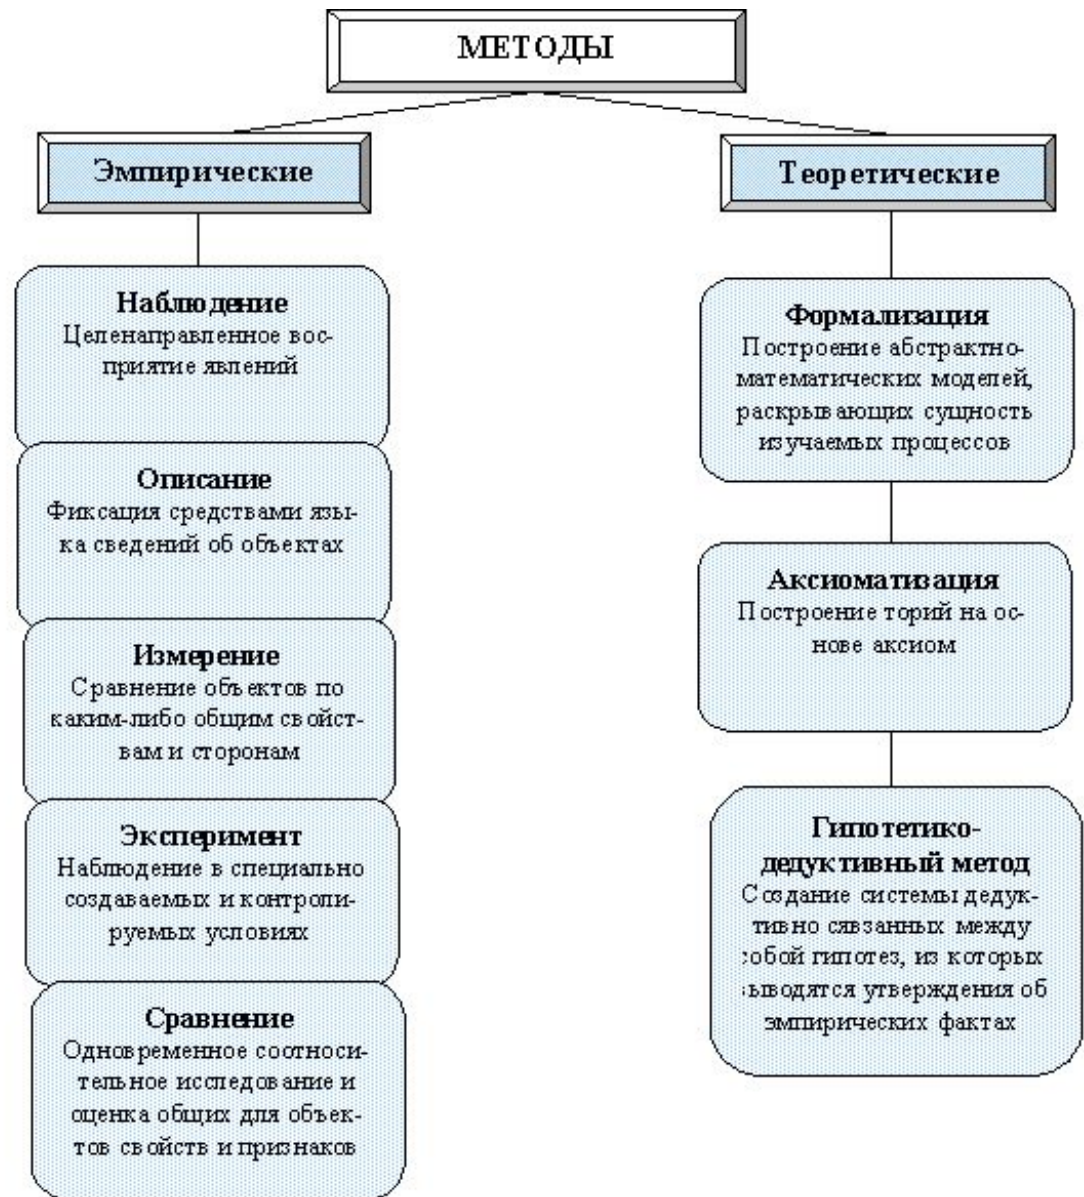 МЕТОДЫ
Эмпирические
Наблюдение
Целенаправленное вос-
приятие явлений
Описание
Фиксация средствами язы-
ка сведений об объектах
Измерение
Сравнение объектов по
каким-либо общим свойст-
вам и сторонам
Эксперимент
Наблюдение в специально
создаваемых и контроли-
руемых условиях
Сравнение
Одновременное соотноси-
тельное исследование и
оценка общих для объек-
тов свойств и признаков
Теоретические
Формализация
Построение абстрактно-
математических моделей,
раскрывающих сущность
изучаемых процессов
Аксиоматизация
Построение торий на ос-
нове аксиом
Гипотетико-
дедуктивный метод
Создание системы дедук-
тивно сявзанных между
собой гипотез, из которых
выводятся утверждения об
эмпирических фактах